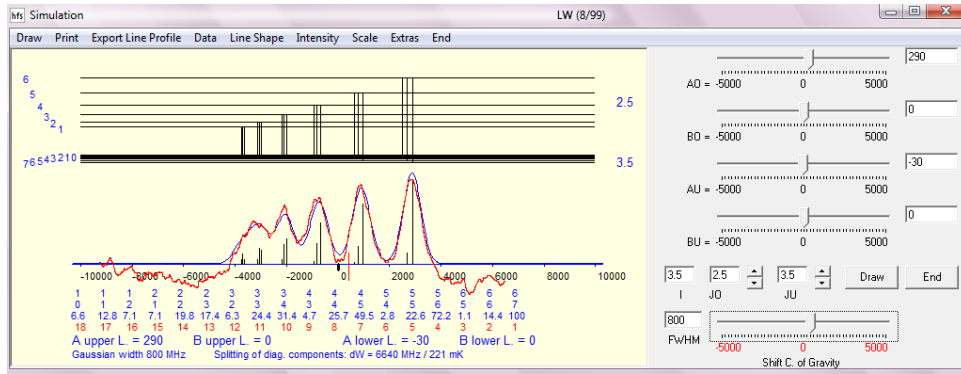 hfs Simulation LW (8/99)
Draw Print Export Line Profile Data Line Shape Intensity Scale Extras End
6
5
4
3
2
1
2.5
76543210
3.5
-10000 -8000 -6000 -4000 -2000 0 2000 4000 6000 8000 10000
1 1 1 2 2 2 3 3 3 4 4 4 5 5 5 6 6 6
0 1 2 1 2 3 2 3 4 3 4 5 4 5 6 5 6 7
6.6 12.8 7.1 7.1 19.8 17.4 6.3 24.4 31.4 4.7 25.7 49.5 2.8 22.6 72.2 1.1 14.4 100
18 17 16 15 14 13 12 11 10 9 8 7 6 5 4 3 2 1
A upper L. = 290 B upper L. = 0 A lower L. = -30 B lower L. = 0
Gaussian width 800 MHz Splitting of diag. components: dW = 6640 MHz / 221 mK
290
AO = -5000 0 5000
0
BO = -5000 0 5000
-30
AU = -5000 0 5000
0
BU = -5000 0 5000
3.5 2.5 3.5 Draw End
I JO JU
800
FWHM -5000 0 5000
Shift C. of Gravity